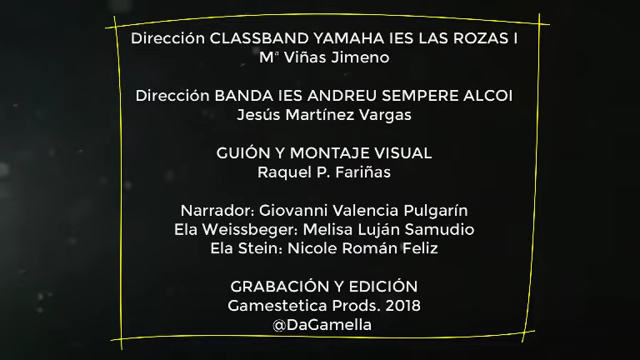 Dirección CLASSBAND YAMAHA IES LAS ROZAS I
Mª Viñas Jimeno
Dirección BANDA IES ANDREU SEMPERE ALCOI
Jesús Martínez Vargas
GUIÓN Y MONTAJE VISUAL
Raquel P. Fariñas
Narrador: Giovanni Valencia Pulgarín
Ela Weissbeger: Melisa Luján Samudio
Ela Stein: Nicole Román Feliz
GRABACIÓN Y EDICIÓN
Gamestetica Prods. 2018
@DaGamella